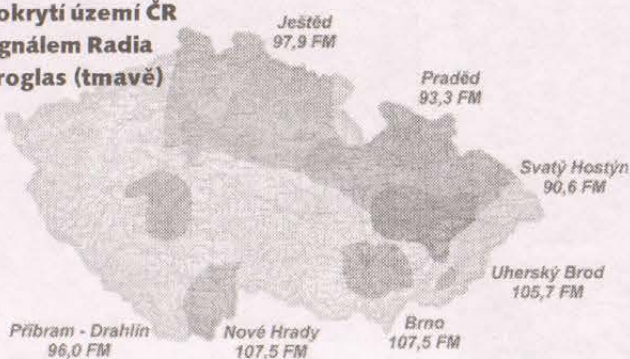 okrytí území ČR
gnálem Radia
roglas (tmavě)
Ještěd
97,9 FM
Praděd
93,3 FM
Svatý Hostýn
90,6 FM
Uherský Brod
105,7 FM
Brno
107,5 FM
Nové Hrady
107,5 FM
Příbram - Drahlín
96,0 FM